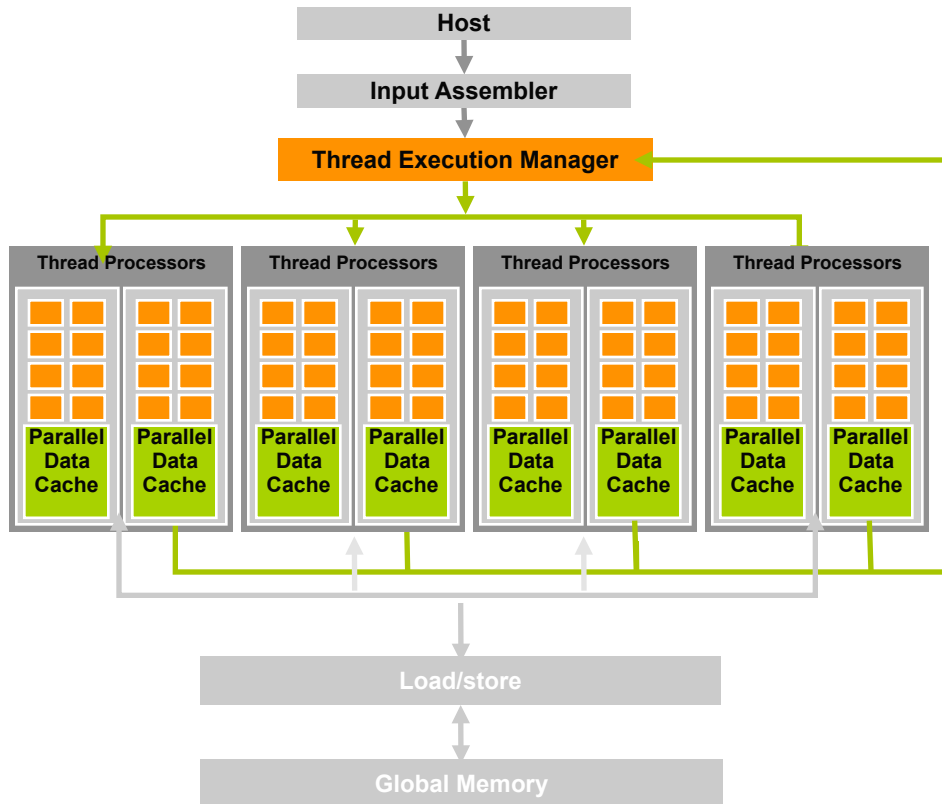 Host
Input Assembler
Thread Execution Manager
Thread Processors
Thread Processors
Thread Processors
Thread Processors
Parallel
Data
Cache
Parallel
Data
Cache
Parallel
Data
Cache
Parallel
Data
Cache
Parallel
Data
Cache
Parallel
Data
Cache
Parallel
Data
Cache
Parallel
Data
Cache
Load/store
Global Memory